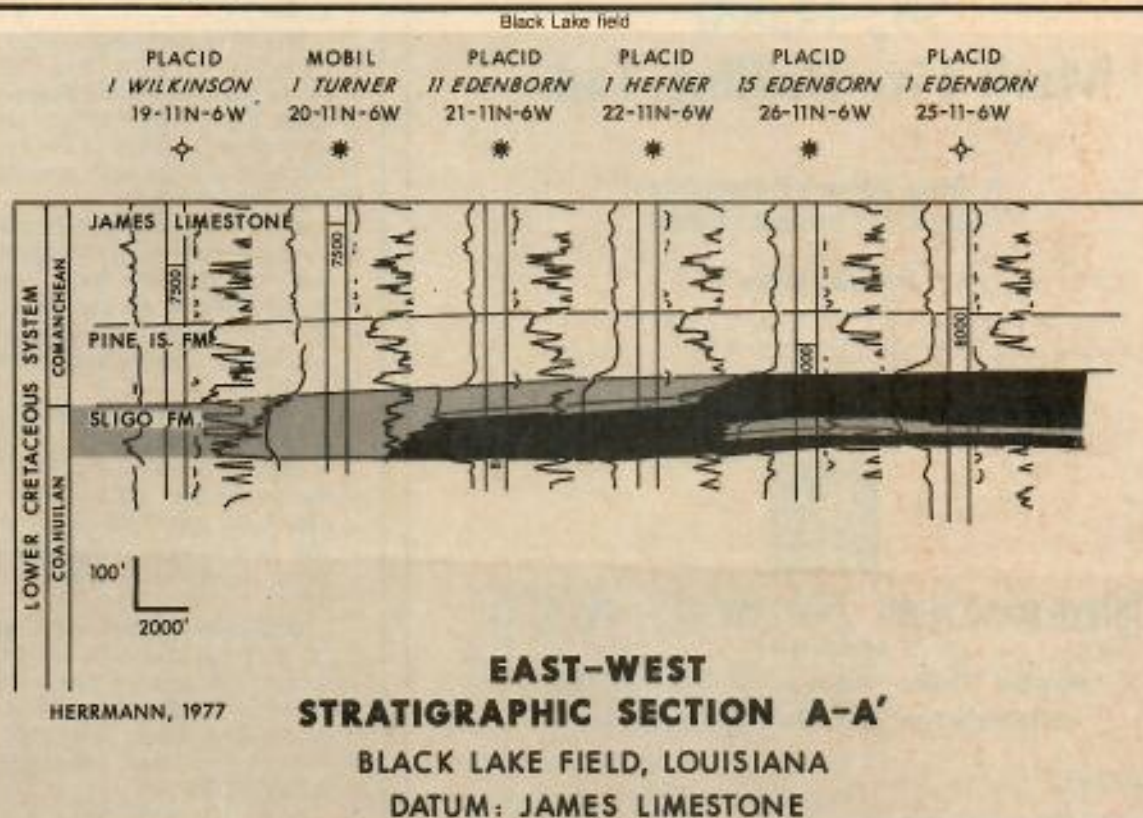 Black Lake field
PLACID MOBIL PLACID PLACID PLACID PLACID
1 WILKINSON 1 TURNER 11 EDENBORN 1 HEFNER 15 EDENBORN 1 EDENBORN
19-11N-6W 20-11N-6W 21-11N-6W 22-11N-6W 26-11N-6W 25-11-6W
JAMES LIMESTONE
7500
7500
PINE IS. FM.
8000
000
SLIGO FM.
LOWER CRETACEOUS SYSTEM
COMANCHEAN
COAHUILAN
100'
2000'
HERRMANN, 1977
EAST-WEST
STRATIGRAPHIC SECTION A-A'
BLACK LAKE FIELD, LOUISIANA
DATUM: JAMES LIMESTONE